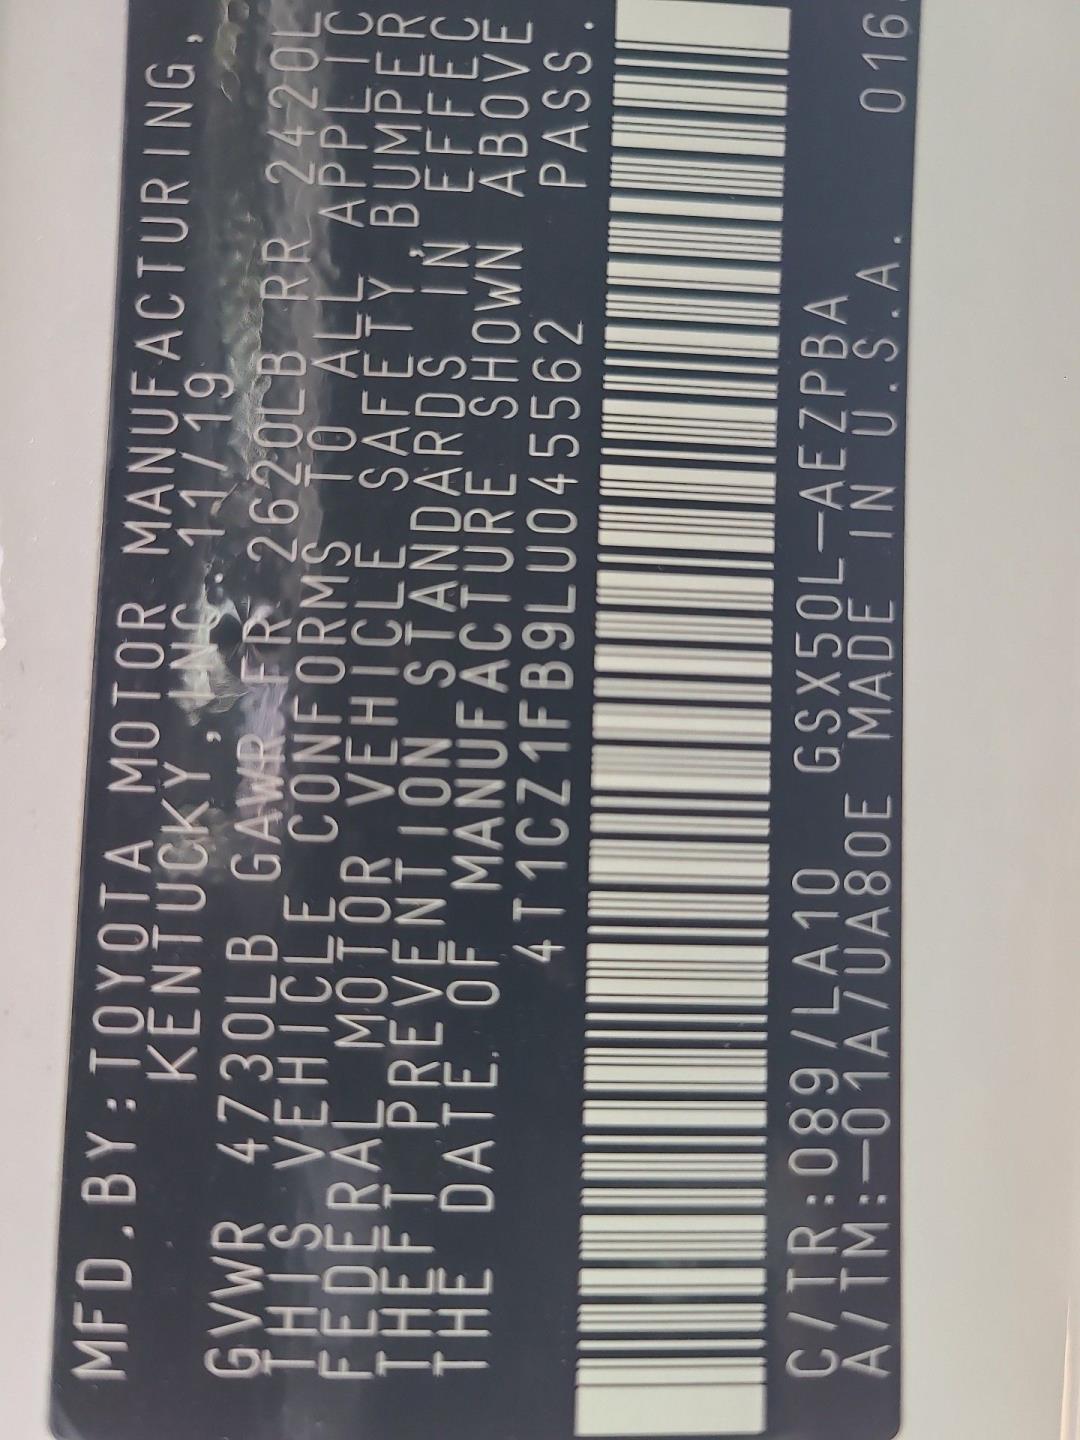 MFD.BY:TOYOTA MOTOR MANUFACTURING,
KENTUCKY, INC. 11/19
GVWR 4730LB GAWR FR 2620LB RR 2420L
THIS VEHICLE CONFORMS TO ALL APPLIC
FEDERAL MOTOR VEHICLE SAFETY, BUMPER
THEFT PREVENTION STANDARDS IN EFFEC
THE DATE OF MANUFACTURE SHOWN ABOVE
4T1CZ1FB9LU045562 PASS.
C/TR:089/LA10 GSX50L-AEZPBA
A/TM:-01A/UA80E MADE IN U.S.A. 016